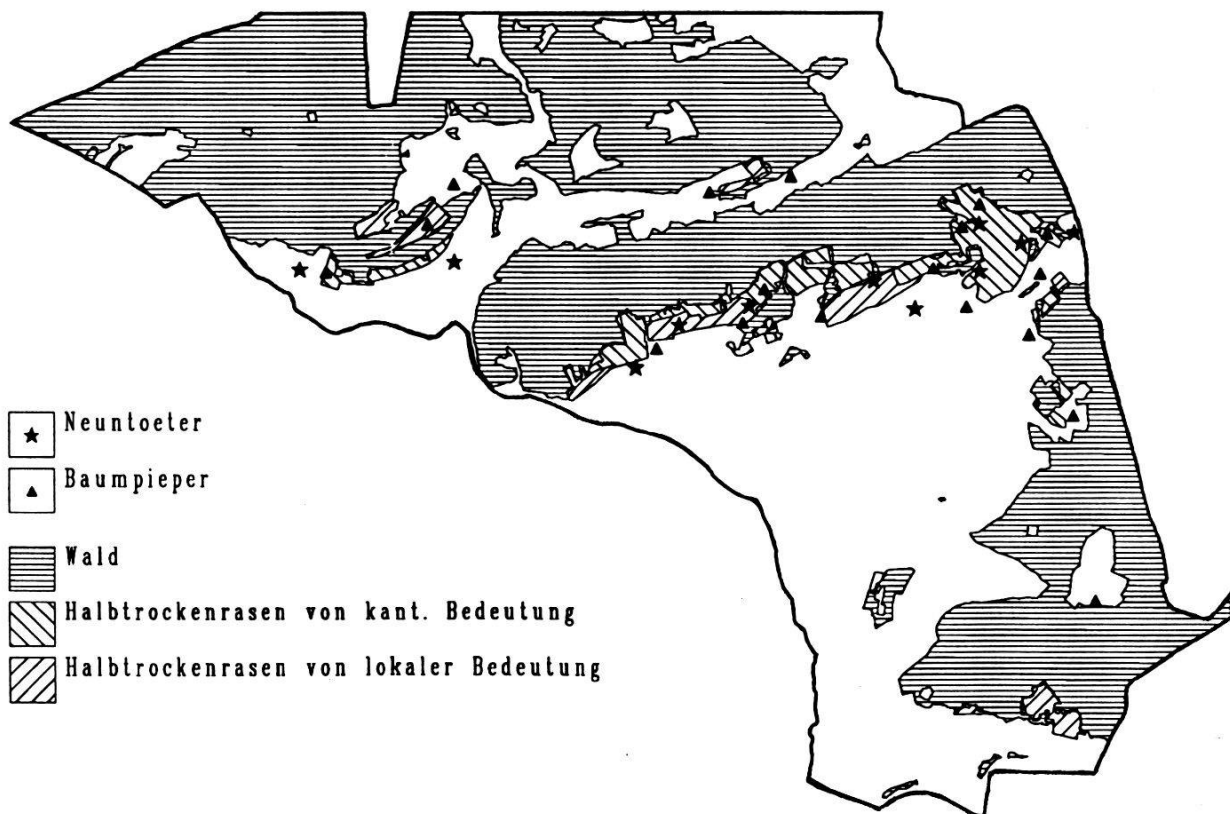 Neuntoeter
Baumpieper
Wald
Halbtrockenrasen von kant. Bedeutung
Halbtrockenrasen von lokaler Bedeutung